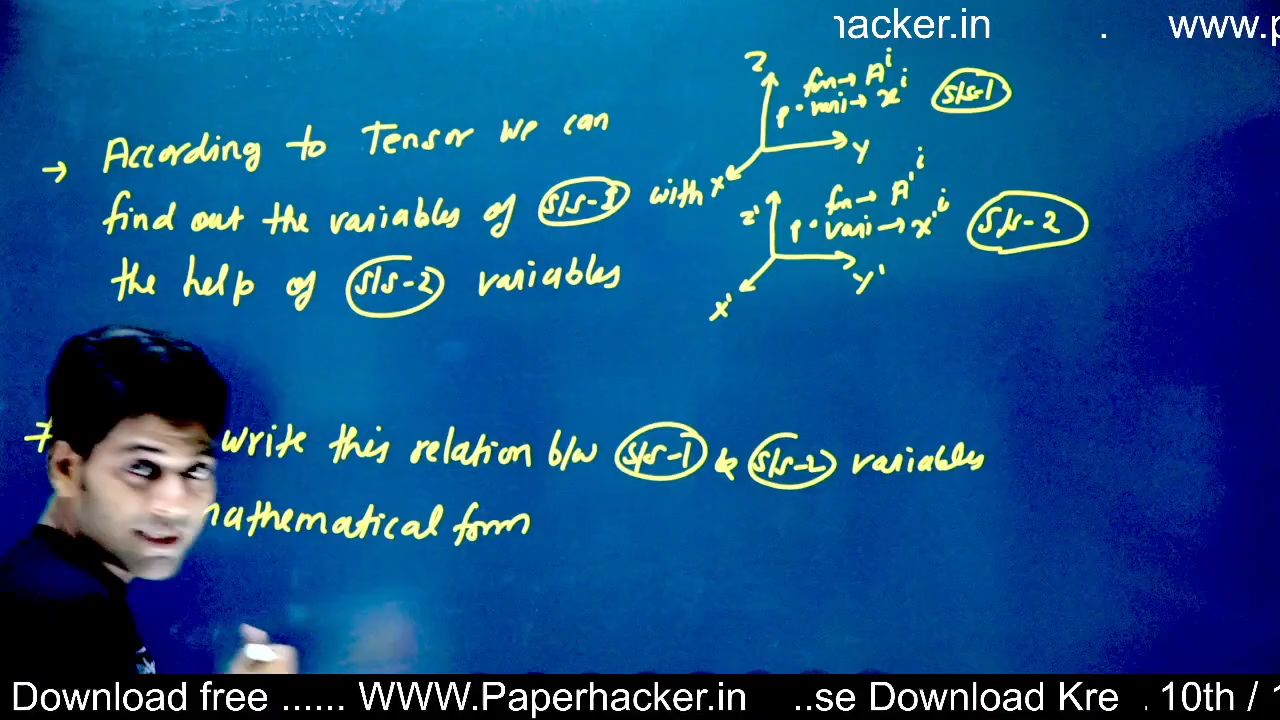 hacker.in . www.p
Z
fn→ A^i
P• vari→ x^i
S/s-1
Y
X
→ According to Tensor we can
find out the variables of S/s-1 with
the help of S/s-2 variables
Z'
fn→ A'^i
P• vari→ x'^i
S/s-2
Y'
X'
write this relation b/w S/s-1 & S/s-2 variables
mathematical form
Download free ...... WWW.Paperhacker.in ..se Download Kre . 10th / 1